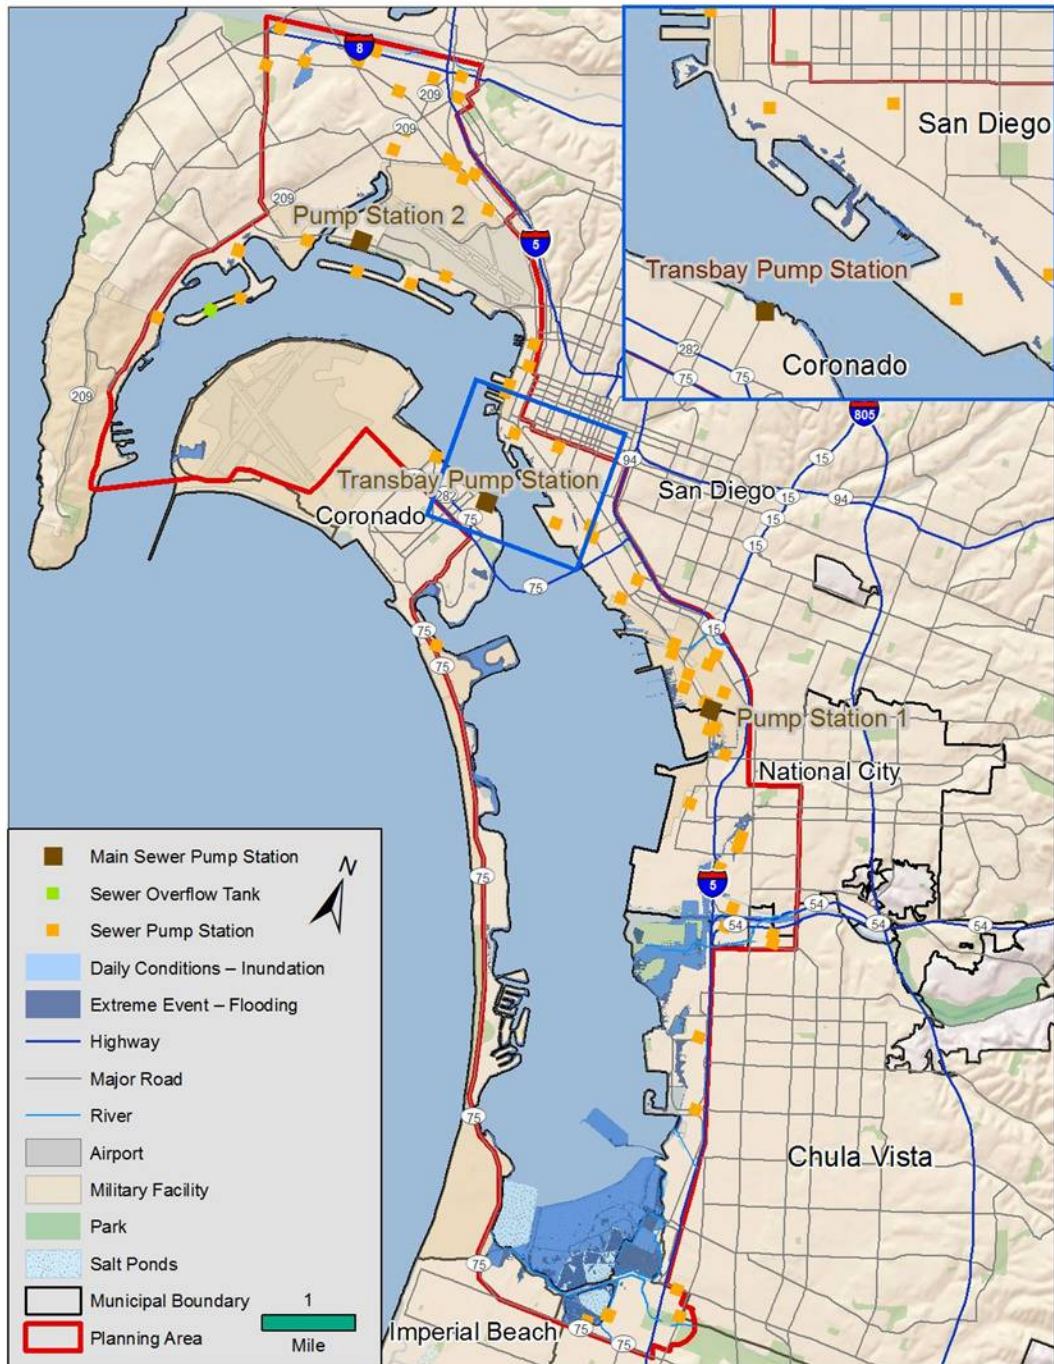 8
209
209
209
Pump Station 2
5
209
San Diego
Transbay Pump Station
282
75
75
Coronado
805
15
94
94
San Diego
15
15
15
Transbay Pump Station
282
75
Coronado
75
75
75
15
Pump Station 1
National City
75
5
54
54
54
54
75
Chula Vista
75
Imperial Beach
75
75
Main Sewer Pump Station
N
Sewer Overflow Tank
Sewer Pump Station
Daily Conditions – Inundation
Extreme Event – Flooding
Highway
Major Road
River
Airport
Military Facility
Park
Salt Ponds
Municipal Boundary
Planning Area
1
Mile